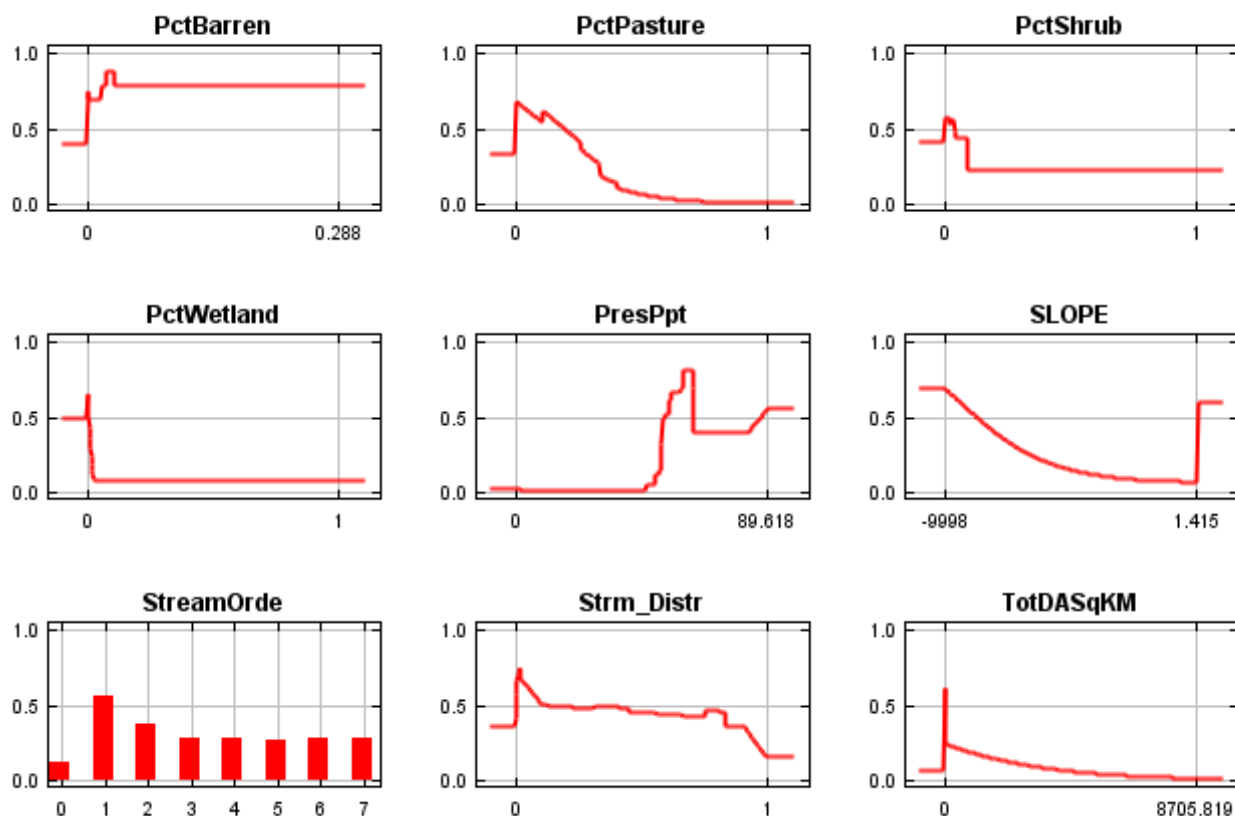 PctBarren PctPasture PctShrub
1.0 1.0 1.0
0.5 0.5 0.5
0.0 0.0 0.0
0 0.288 0 1 0 1
PctWetland PresPpt SLOPE
1.0 1.0 1.0
0.5 0.5 0.5
0.0 0.0 0.0
0 1 0 89.618 -9998 1.415
StreamOrde Strm_Distr TotDASqKM
1.0 1.0 1.0
0.5 0.5 0.5
0.0 0.0 0.0
0 1 2 3 4 5 6 7 0 1 0 8705.819